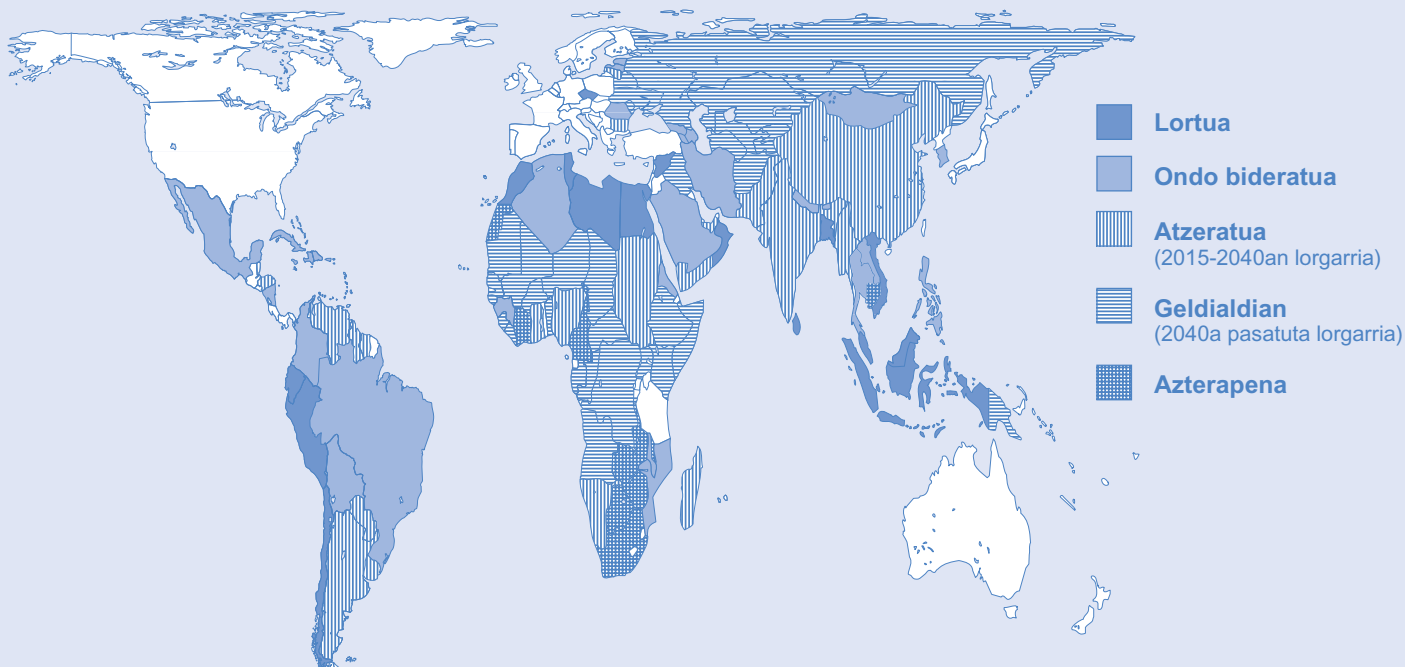 Lortua
Ondo bideratua
Atzeratua
(2015-2040an lorgarria)
Geldialdian
(2040a pasatuta lorgarria)
Azterapena